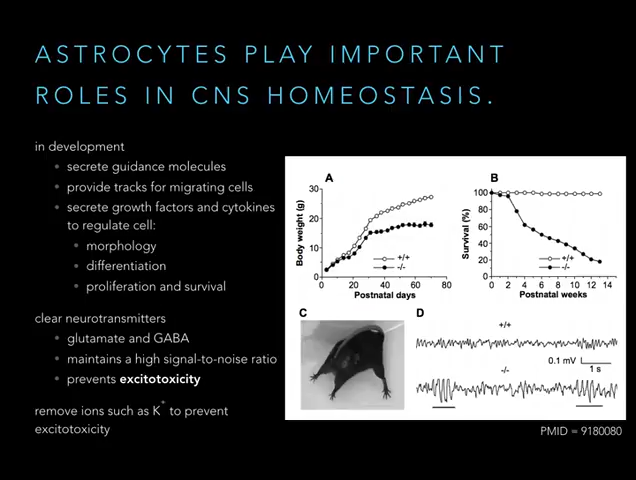 ASTROCYTES PLAY IMPORTANT
ROLES IN CNS HOMEOSTASIS.
in development
• secrete guidance molecules
• provide tracks for migrating cells
• secrete growth factors and cytokines
to regulate cell:
• morphology
• differentiation
• proliferation and survival
clear neurotransmitters
• glutamate and GABA
• maintains a high signal-to-noise ratio
• prevents excitotoxicity
remove ions such as K+ to prevent
excitotoxicity
A
Body weight (g)
30
20
10
0
0 20 40 60 80
+/+
-/-
Postnatal days
B
Survival (%)
100
80
60
40
20
0
0 2 4 6 8 10 12 14
+/+
-/-
Postnatal weeks
C
D
+/+
0.1 mV
1 s
-/-
PMID = 9180080